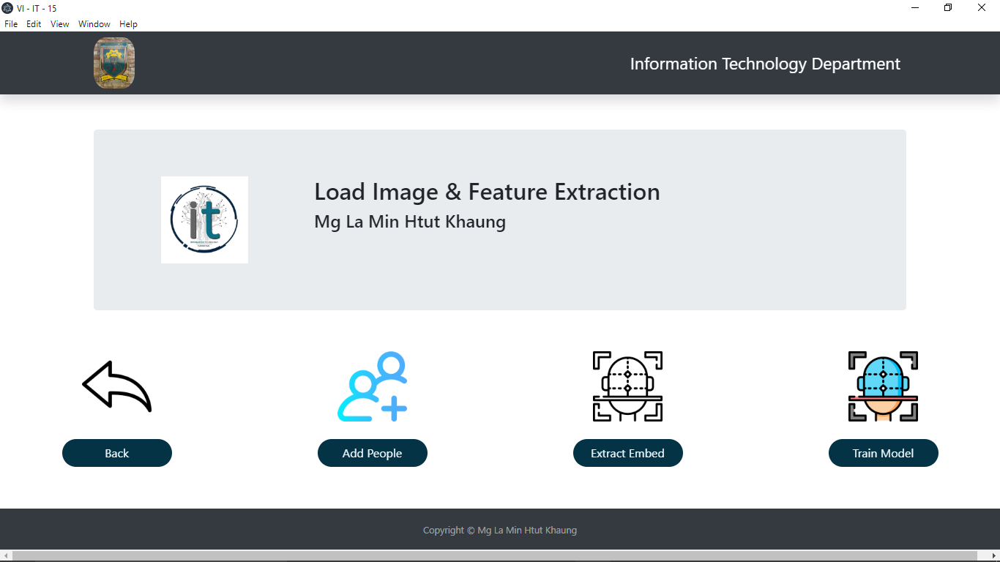 VI - IT - 15
File Edit View Window Help
Information Technology Department
it
Load Image & Feature Extraction
Mg La Min Htut Khaung
Back
Add People
Extract Embed
Train Model
Copyright © Mg La Min Htut Khaung